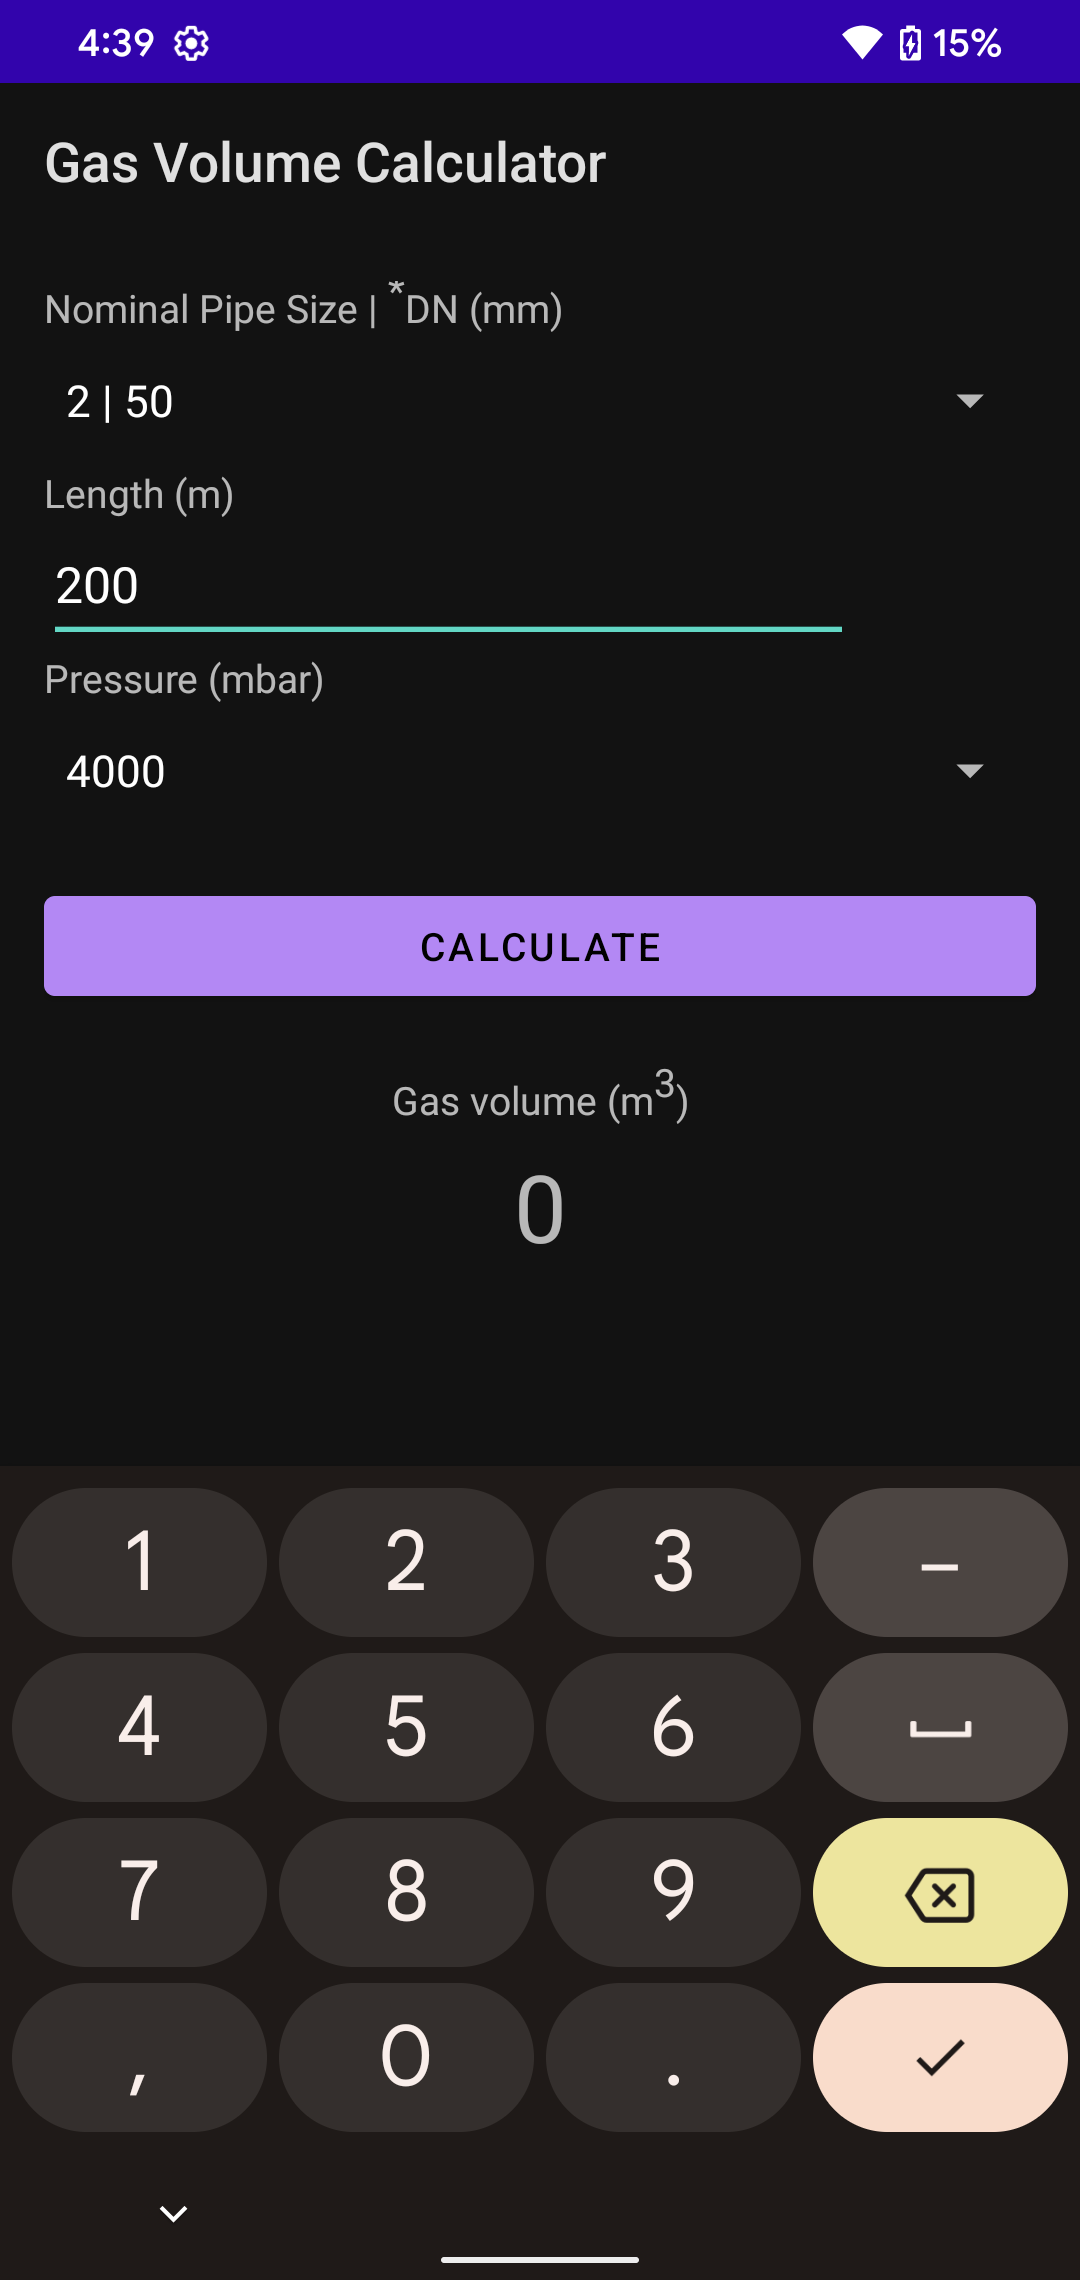 4:39 15%
Gas Volume Calculator
Nominal Pipe Size | *DN (mm)
2 | 50
Length (m)
200
Pressure (mbar)
4000
CALCULATE
Gas volume (m³)
0
1 2 3 –
4 5 6
7 8 9
, 0 .